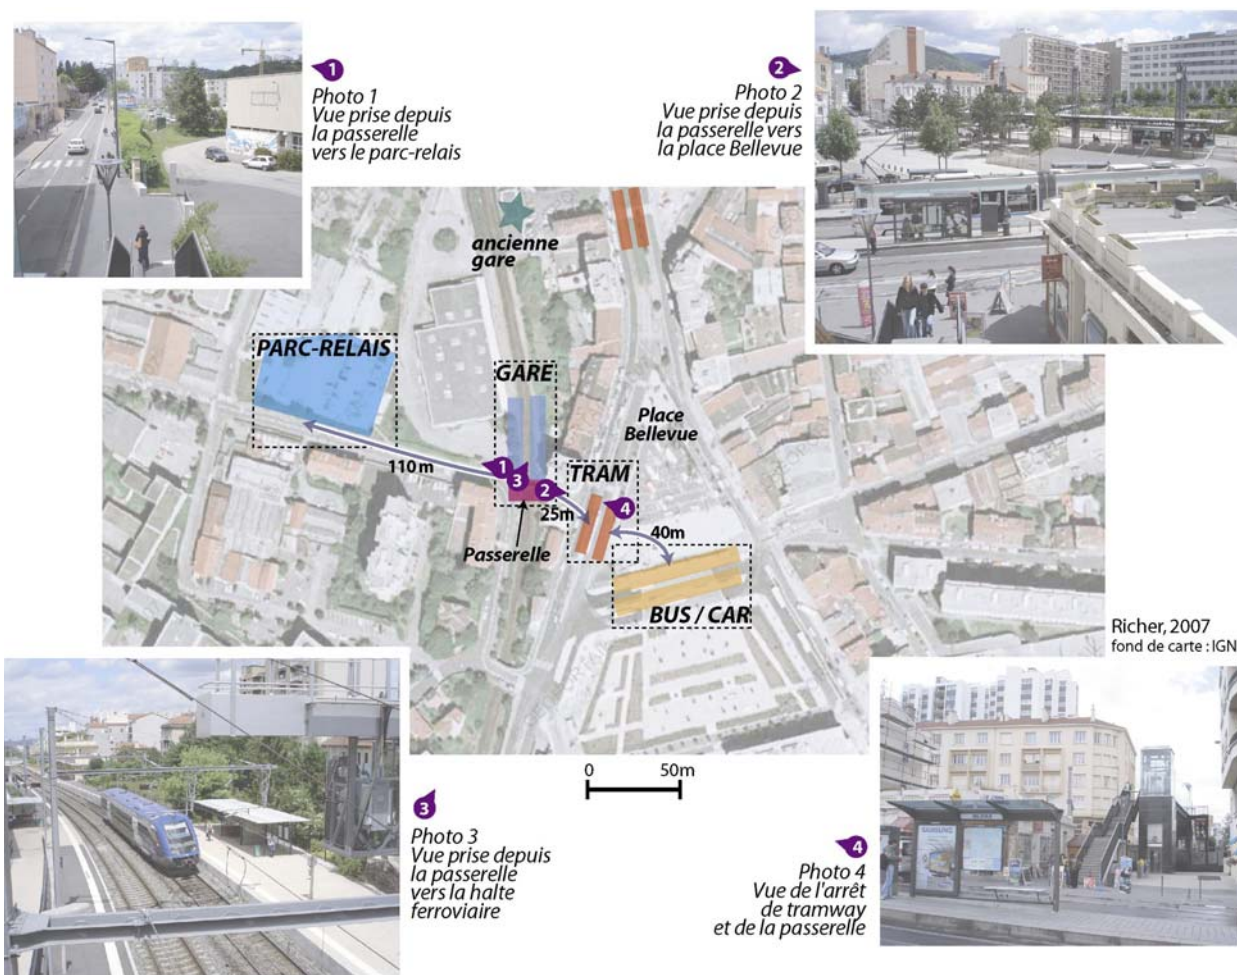 1
Photo 1
Vue prise depuis
la passerelle
vers le parc-relais
2
Photo 2
Vue prise depuis
la passerelle vers
la place Bellevue
ancienne
gare
PARC-RELAIS
GARE
Place
Bellevue
110 m
1
3
2
TRAM
4
25m
40m
Passerelle
BUS / CAR
Richer, 2007
fond de carte : IGN
0
50m
3
Photo 3
Vue prise depuis
la passerelle
vers la halte
ferroviaire
4
Photo 4
Vue de l'arrêt
de tramway
et de la passerelle
SAMSUNG